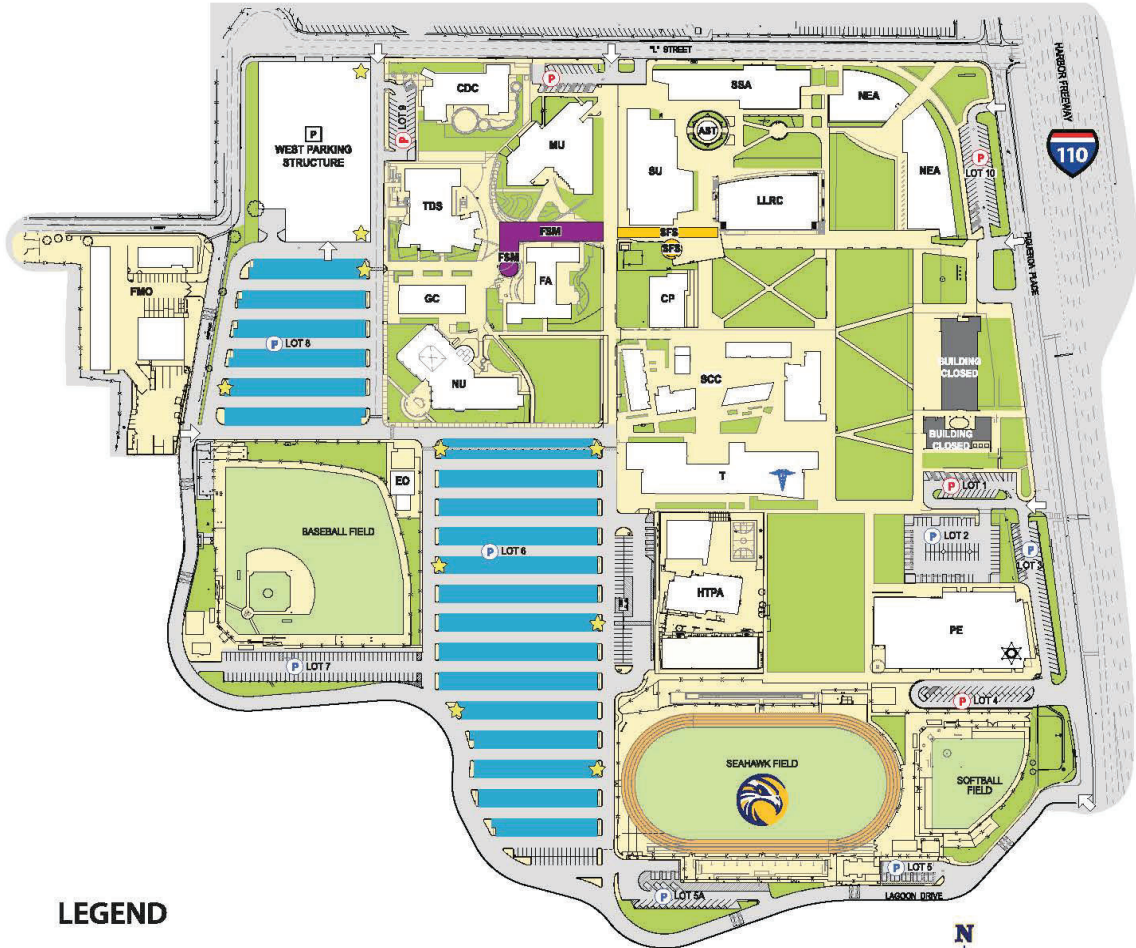 "L" STREET
HARBOR FREEWAY
110
P
WEST PARKING
STRUCTURE
P
LOT 9
CDC
P
MU
SSA
AST
NEA
NEA
P
LOT 10
SU
LLRC
TDS
FSM
FSM
SFS
SFS
FIGUEROA PLACE
FMO
GC
FA
CP
P LOT 8
NU
SCC
BUILDING
CLOSED
BUILDING
CLOSED
EO
T
P LOT 1
P LOT 2
P
LOT 3
BASEBALL FIELD
P LOT 6
HTPA
PE
P LOT 7
P LOT 4
SEAHAWK FIELD
SOFTBALL
FIELD
P LOT 5
P LOT 5A
LAGOON DRIVE
LEGEND
N